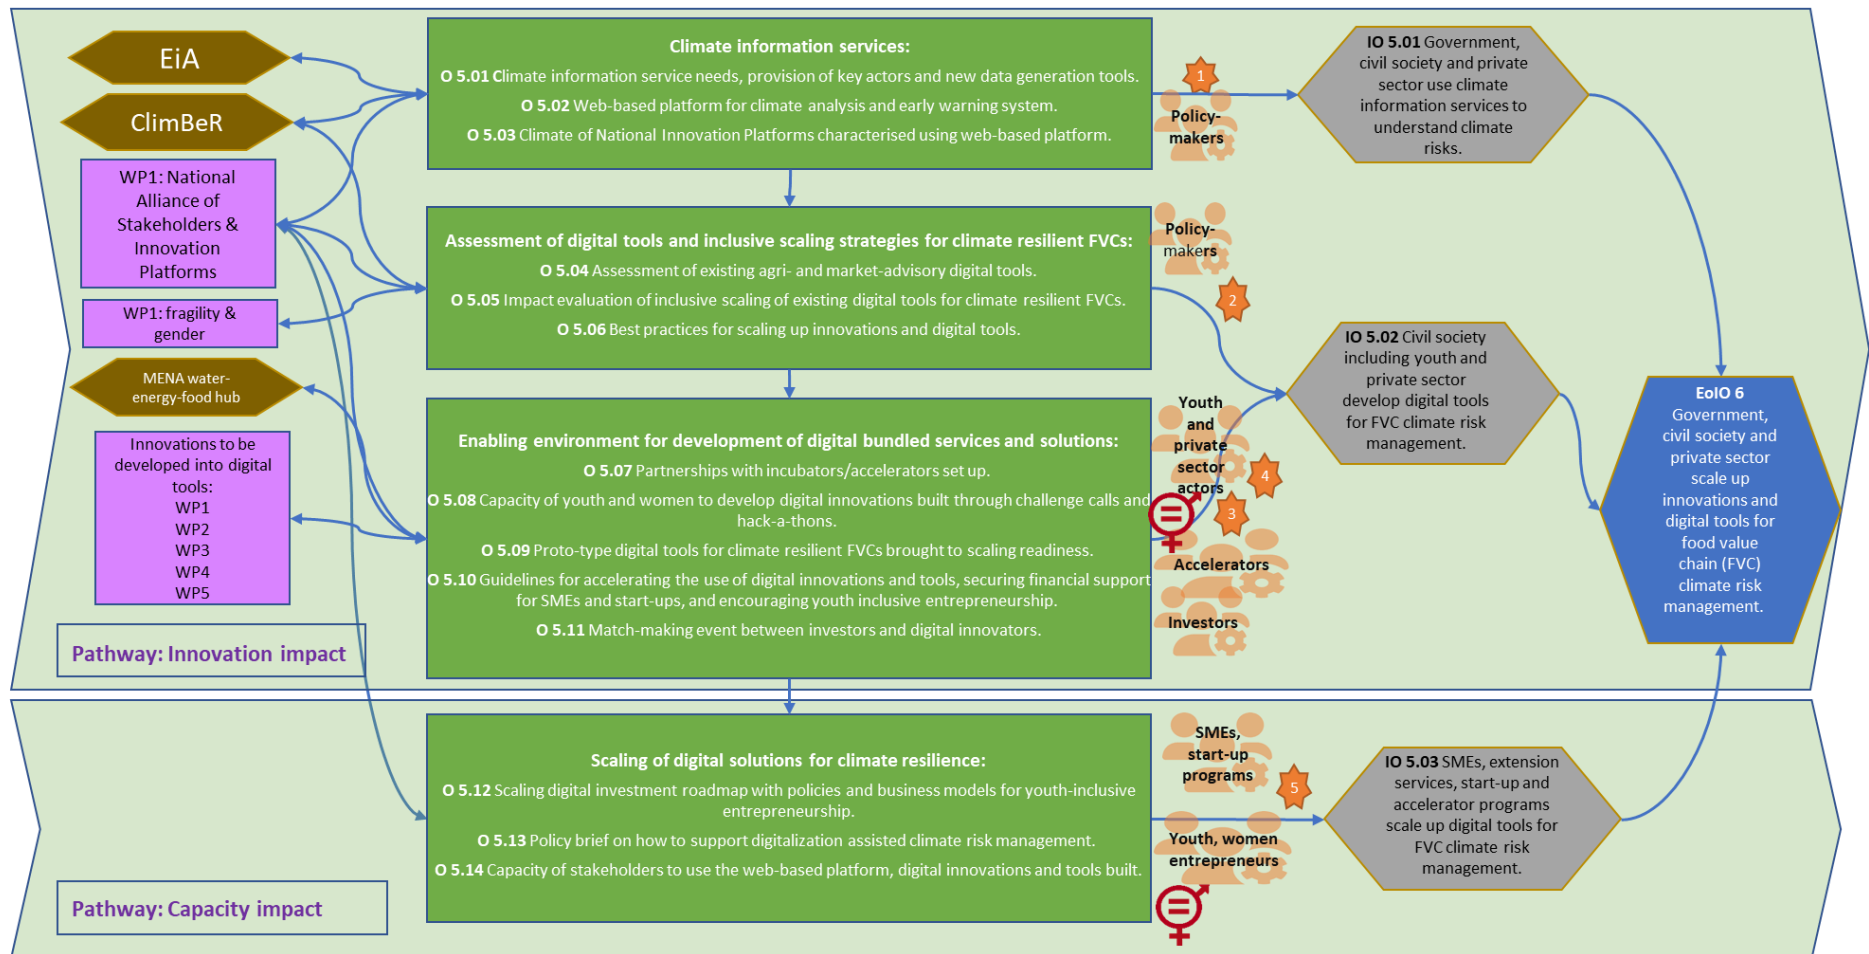 EiA
ClimBeR
WP1: National
Alliance of
Stakeholders &
Innovation
Platforms
WP1: fragility &
gender
MENA water-
energy-food hub
Innovations to be
developed into digital
tools:
WP1
WP2
WP3
WP4
WP5
Pathway: Innovation impact
Climate information services:
O 5.01 Climate information service needs, provision of key actors and new data generation tools.
O 5.02 Web-based platform for climate analysis and early warning system.
O 5.03 Climate of National Innovation Platforms characterised using web-based platform.
Assessment of digital tools and inclusive scaling strategies for climate resilient FVCs:
O 5.04 Assessment of existing agri- and market-advisory digital tools.
O 5.05 Impact evaluation of inclusive scaling of existing digital tools for climate resilient FVCs.
O 5.06 Best practices for scaling up innovations and digital tools.
Enabling environment for development of digital bundled services and solutions:
O 5.07 Partnerships with incubators/accelerators set up.
O 5.08 Capacity of youth and women to develop digital innovations built through challenge calls and
hack-a-thons.
O 5.09 Proto-type digital tools for climate resilient FVCs brought to scaling readiness.
O 5.10 Guidelines for accelerating the use of digital innovations and tools, securing financial support
for SMEs and start-ups, and encouraging youth inclusive entrepreneurship.
O 5.11 Match-making event between investors and digital innovators.
1
Policy-
makers
Policy-
makers
2
Youth
and
private
sector
actors
4
3
Accelerators
Investors
IO 5.01 Government,
civil society and private
sector use climate
information services to
understand climate
risks.
IO 5.02 Civil society
including youth and
private sector
develop digital tools
for FVC climate risk
management.
EoIO 6
Government,
civil society and
private sector
scale up
innovations and
digital tools for
food value
chain (FVC)
climate risk
management.
Pathway: Capacity impact
Scaling of digital solutions for climate resilience:
O 5.12 Scaling digital investment roadmap with policies and business models for youth-inclusive
entrepreneurship.
O 5.13 Policy brief on how to support digitalization assisted climate risk management.
O 5.14 Capacity of stakeholders to use the web-based platform, digital innovations and tools built.
SMEs,
start-up
programs
5
Youth, women
entrepreneurs
IO 5.03 SMEs, extension
services, start-up and
accelerator programs
scale up digital tools for
FVC climate risk
management.